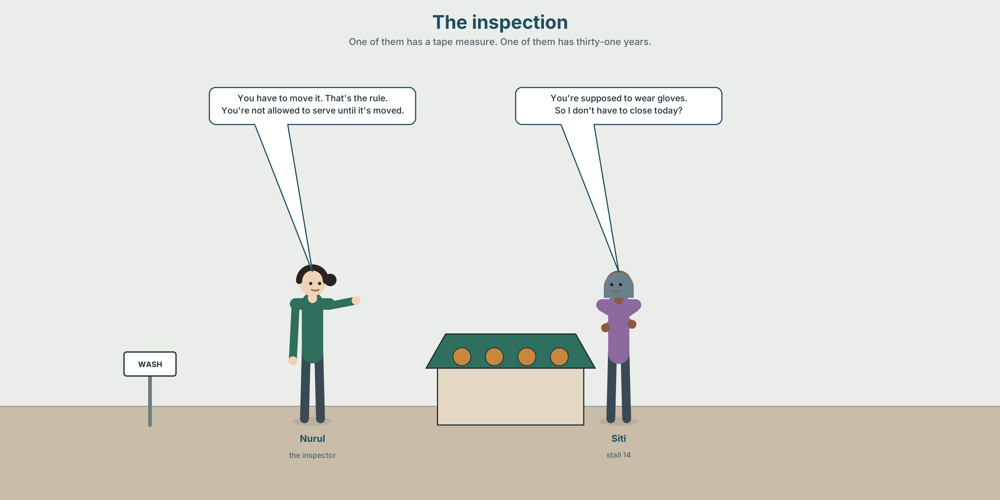 The inspection
One of them has a tape measure. One of them has thirty-one years.
You have to move it. That's the rule.
You're not allowed to serve until it's moved.
You're supposed to wear gloves.
So I don't have to close today?
WASH
Nurul
the inspector
Siti
stall 14